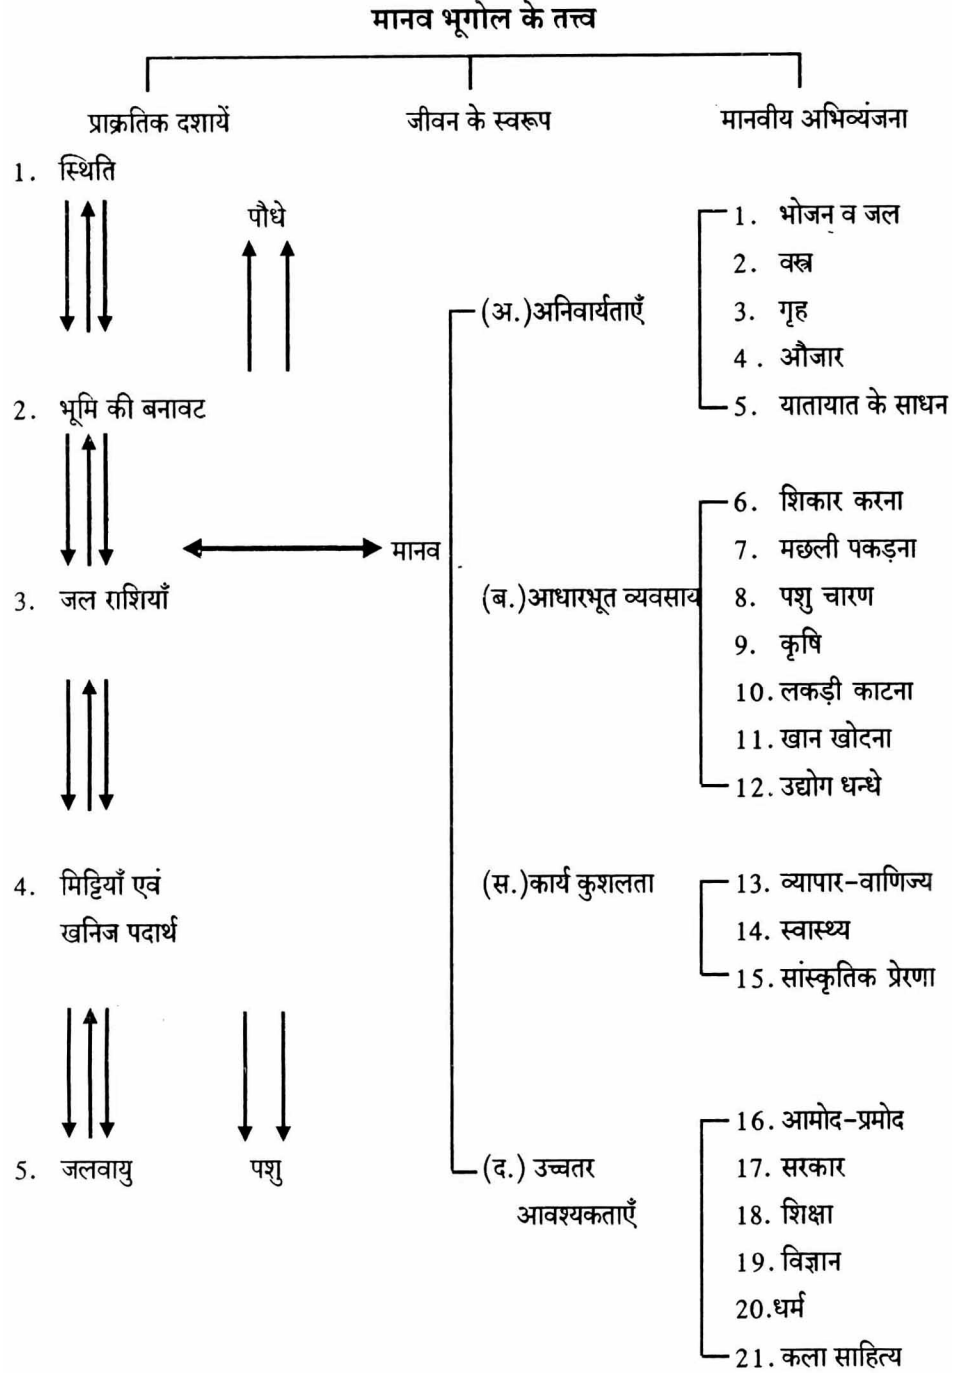 मानव भूगोल के तत्त्व
प्राक्रतिक दशायें
जीवन के स्वरूप
मानवीय अभिव्यंजना
1. स्थिति
पौधे
2. भूमि की बनावट
मानव
3. जल राशियाँ
4. मिट्टियाँ एवं
खनिज पदार्थ
5. जलवायु
पशु
(अ.)अनिवार्यताएँ
1. भोजन व जल
2. वस्त्र
3. गृह
4 . औजार
5. यातायात के साधन
(ब.)आधारभूत व्यवसाय
6. शिकार करना
7. मछली पकड़ना
8. पशु चारण
9. कृषि
10. लकड़ी काटना
11. खान खोदना
12. उद्योग धन्धे
(स.)कार्य कुशलता
13. व्यापार-वाणिज्य
14. स्वास्थ्य
15. सांस्कृतिक प्रेरणा
(द.) उच्चतर
आवश्यकताएँ
16. आमोद-प्रमोद
17. सरकार
18. शिक्षा
19. विज्ञान
20.धर्म
21. कला साहित्य